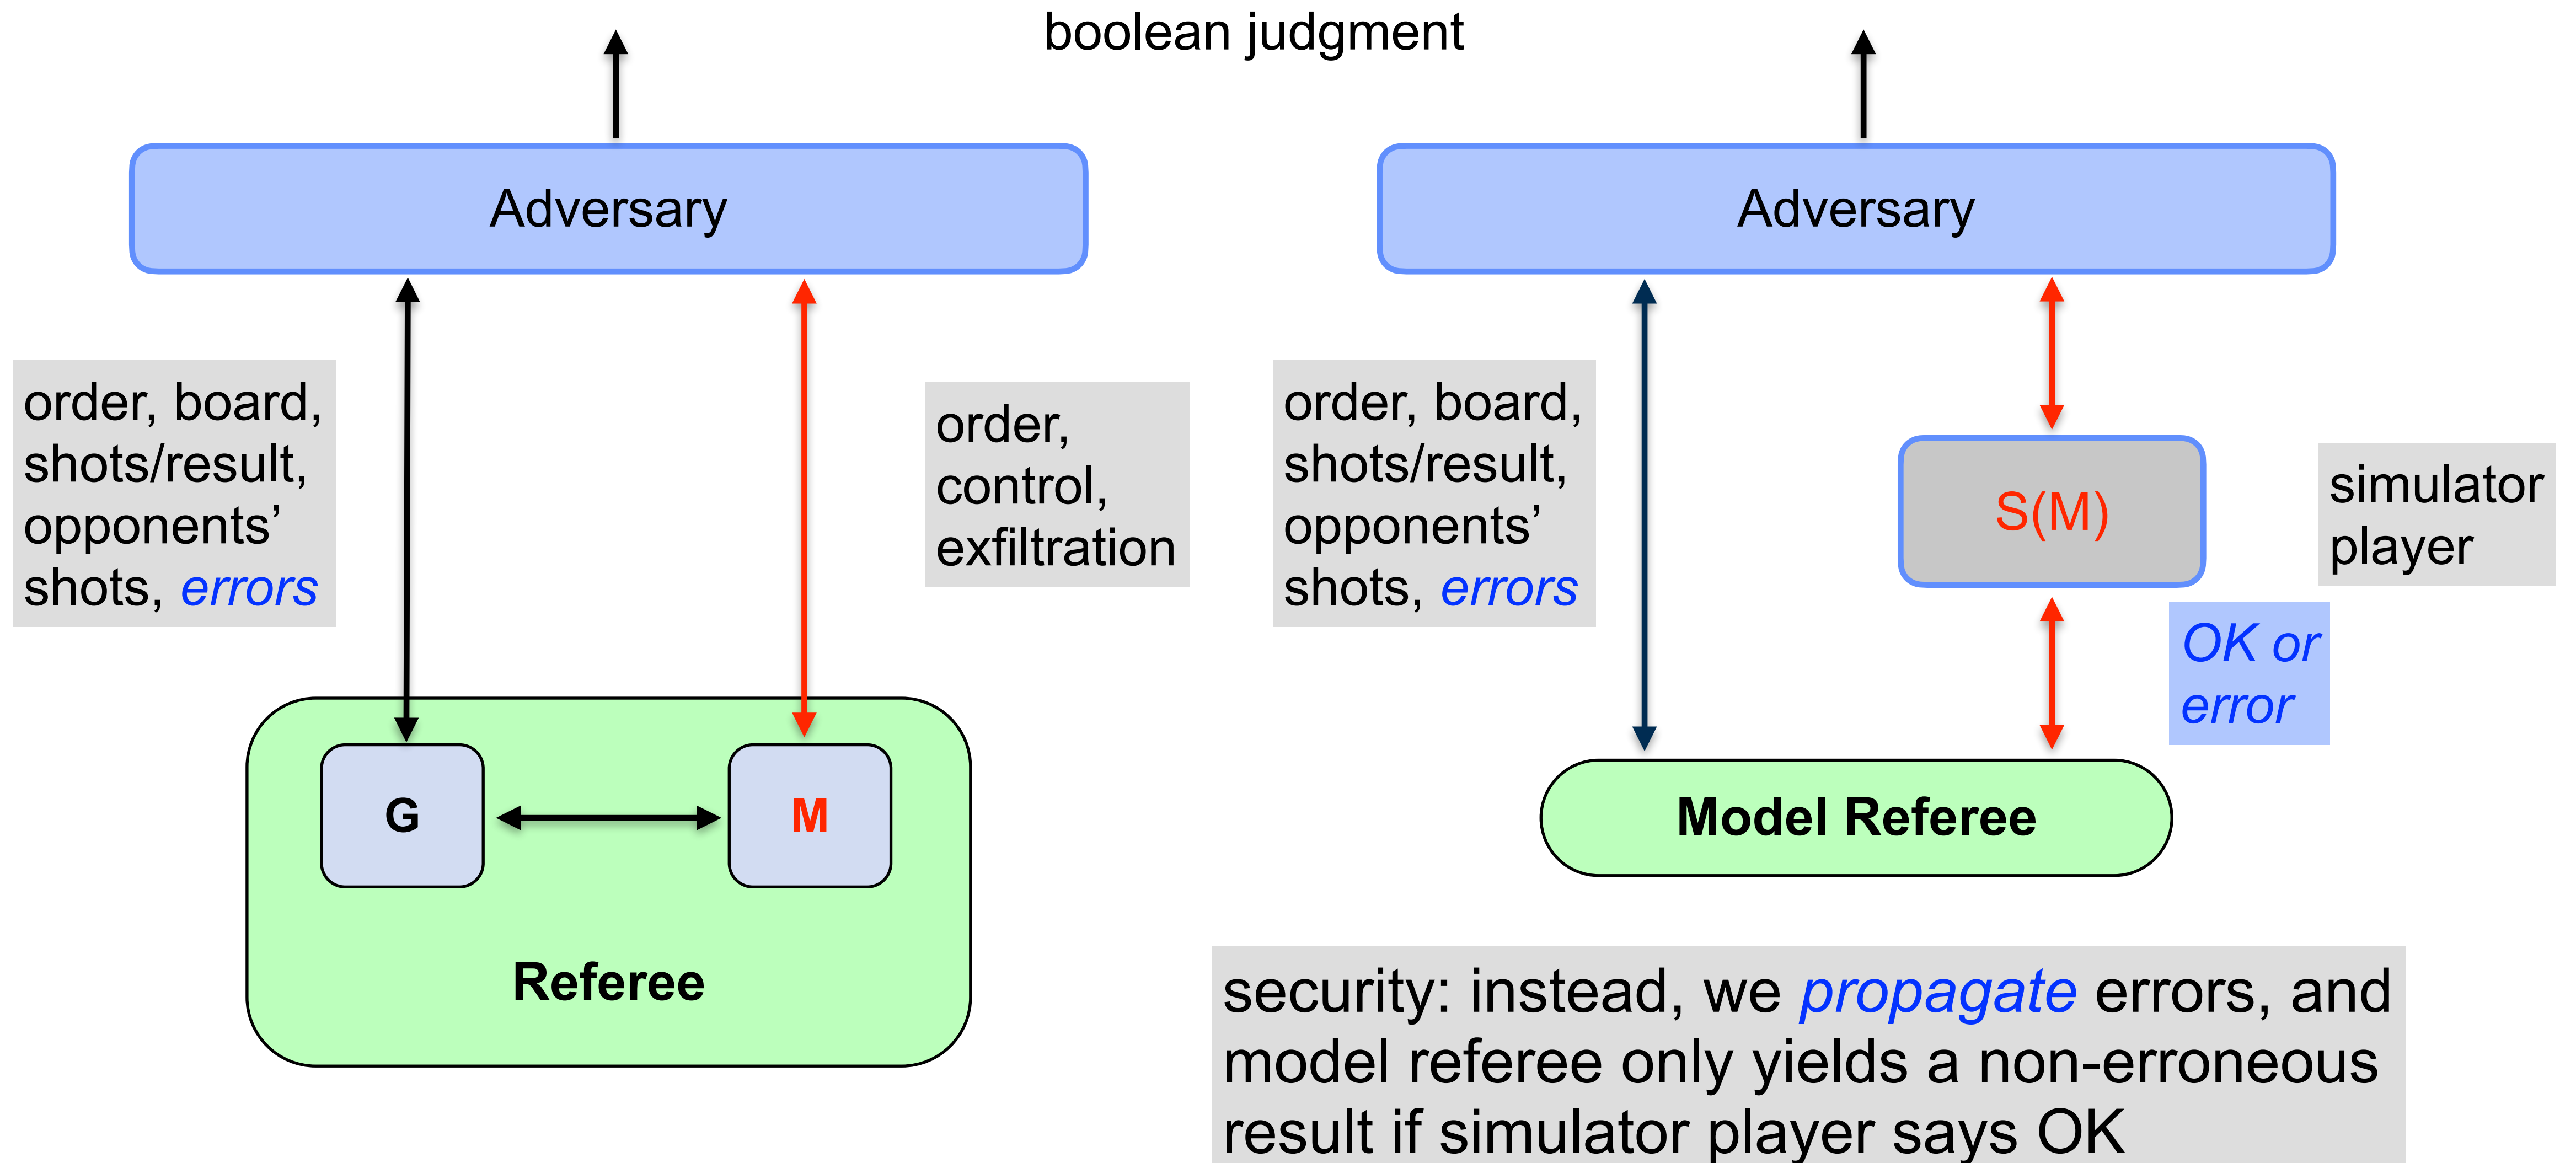 boolean judgment
Adversary
order, board,
shots/result,
opponents’
shots, errors
order,
control,
exfiltration
G
M
Referee
Adversary
order, board,
shots/result,
opponents’
shots, errors
S(M)
simulator
player
OK or
error
Model Referee
security: instead, we propagate errors, and
model referee only yields a non-erroneous
result if simulator player says OK